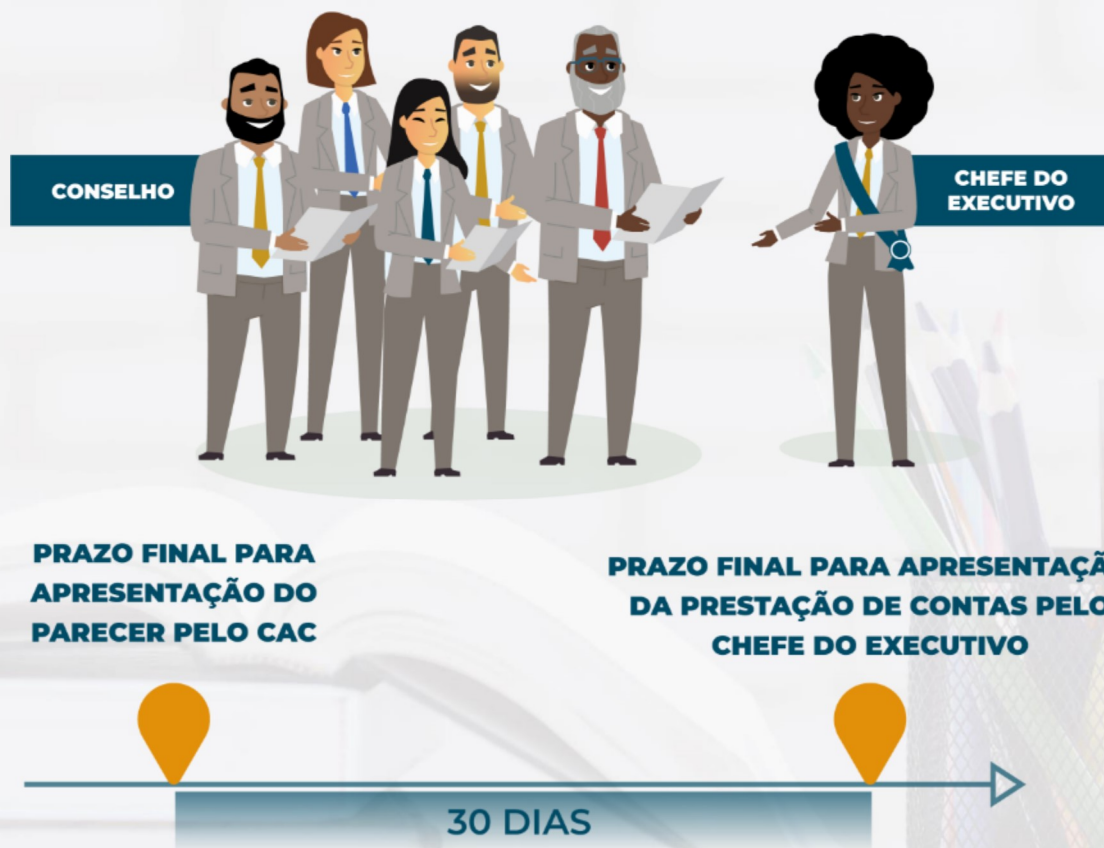 CONSELHO
CHEFE DO
EXECUTIVO
PRAZO FINAL PARA
APRESENTAÇÃO DO
PARECER PELO CAC
PRAZO FINAL PARA APRESENTAÇÃ
DA PRESTAÇÃO DE CONTAS PELO
CHEFE DO EXECUTIVO
30 DIAS